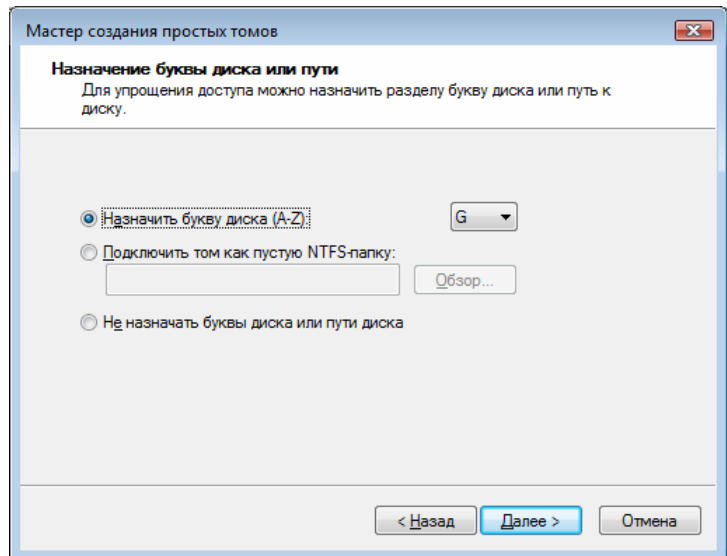 Мастер создания простых томов
Назначение буквы диска или пути
Для упрощения доступа можно назначить разделу букву диска или путь к
диску.
Назначить букву диска (A-Z):
G
Подключить том как пустую NTFS-папку:
Обзор...
Не назначать буквы диска или пути диска
< Назад
Далее >
Отмена